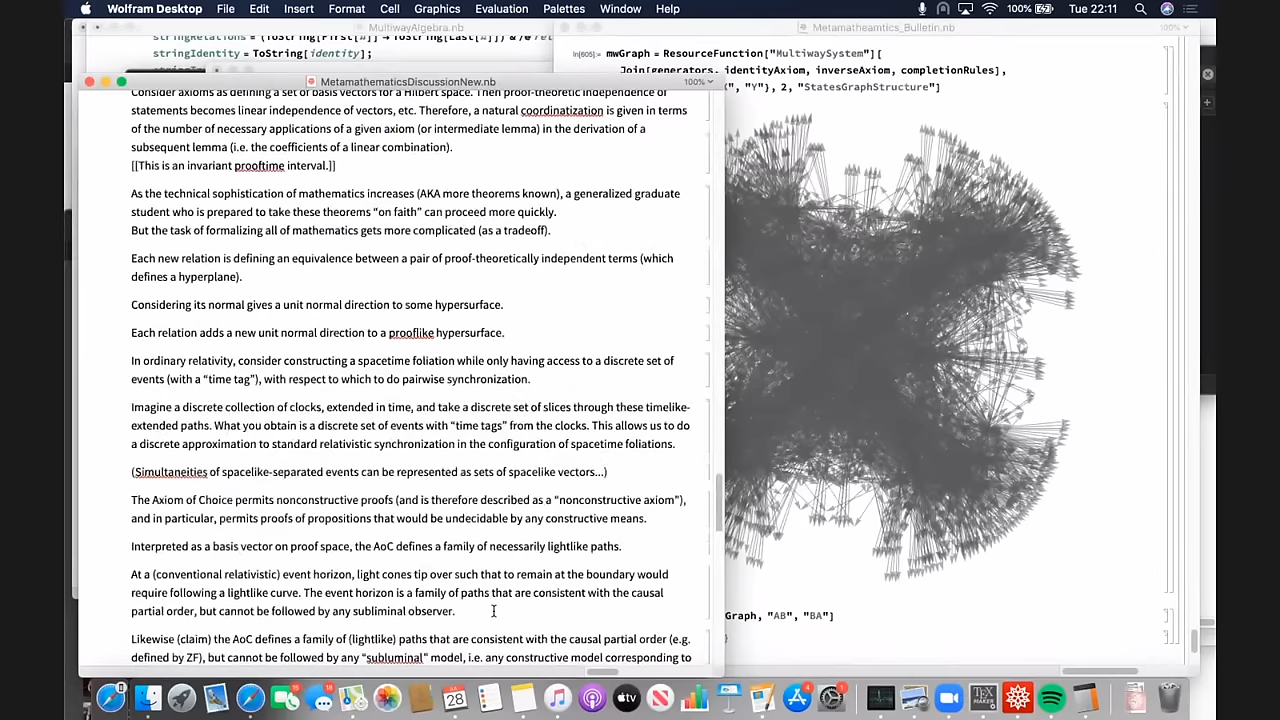 Wolfram Desktop File Edit Insert Format Cell Graphics Evaluation Palettes Window Help 100% Tue 22:11
MultiwayAlgebra.nb
Metamatheamtics_Bulletin.nb
100%
stringIdentity = ToString[identity];
In[605]:= mwGraph = ResourceFunction["MultiwaySystem"][
Join[generators, identityAxiom, inverseAxiom, completionRules],
"Y"}, 2, "StatesGraphStructure"]
MetamathematicsDiscussionNew.nb
100%
Consider axioms as defining a set of basis vectors for a Hilbert space. Then proof-theoretic independence of
statements becomes linear independence of vectors, etc. Therefore, a natural coordinatization is given in terms
of the number of necessary applications of a given axiom (or intermediate lemma) in the derivation of a
subsequent lemma (i.e. the coefficients of a linear combination).
[[This is an invariant prooftime interval.]]
As the technical sophistication of mathematics increases (AKA more theorems known), a generalized graduate
student who is prepared to take these theorems “on faith” can proceed more quickly.
But the task of formalizing all of mathematics gets more complicated (as a tradeoff).
Each new relation is defining an equivalence between a pair of proof-theoretically independent terms (which
defines a hyperplane).
Considering its normal gives a unit normal direction to some hypersurface.
Each relation adds a new unit normal direction to a prooflike hypersurface.
In ordinary relativity, consider constructing a spacetime foliation while only having access to a discrete set of
events (with a “time tag”), with respect to which to do pairwise synchronization.
Imagine a discrete collection of clocks, extended in time, and take a discrete set of slices through these timelike-
extended paths. What you obtain is a discrete set of events with “time tags” from the clocks. This allows us to do
a discrete approximation to standard relativistic synchronization in the configuration of spacetime foliations.
(Simultaneities of spacelike-separated events can be represented as sets of spacelike vectors...)
The Axiom of Choice permits nonconstructive proofs (and is therefore described as a “nonconstructive axiom”),
and in particular, permits proofs of propositions that would be undecidable by any constructive means.
Interpreted as a basis vector on proof space, the AoC defines a family of necessarily lightlike paths.
At a (conventional relativistic) event horizon, light cones tip over such that to remain at the boundary would
require following a lightlike curve. The event horizon is a family of paths that are consistent with the causal
partial order, but cannot be followed by any subliminal observer.
Graph, "AB", "BA"]
Likewise (claim) the AoC defines a family of (lightlike) paths that are consistent with the causal partial order (e.g.
defined by ZF), but cannot be followed by any “subluminal” model, i.e. any constructive model corresponding to